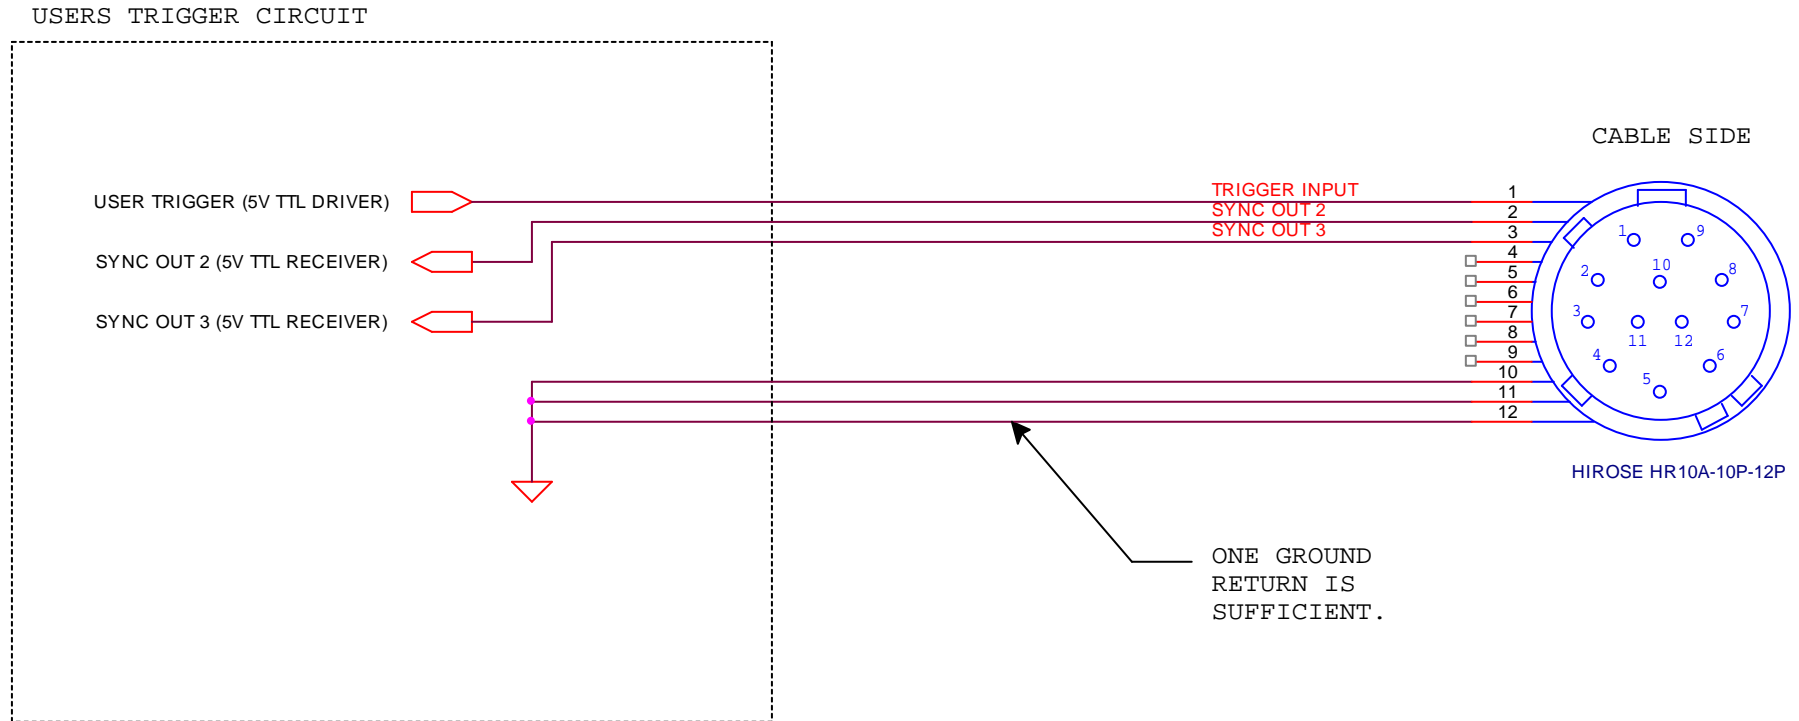 USERS TRIGGER CIRCUIT
CABLE SIDE
USER TRIGGER (5V TTL DRIVER)
TRIGGER INPUT
1
SYNC OUT 2
2
SYNC OUT 3
3
SYNC OUT 2 (5V TTL RECEIVER)
4
5
6
SYNC OUT 3 (5V TTL RECEIVER)
7
8
9
10
11
12
1
9
10
2
8
3
7
11
12
4
6
5
HIROSE HR10A-10P-12P
ONE GROUND
RETURN IS
SUFFICIENT.